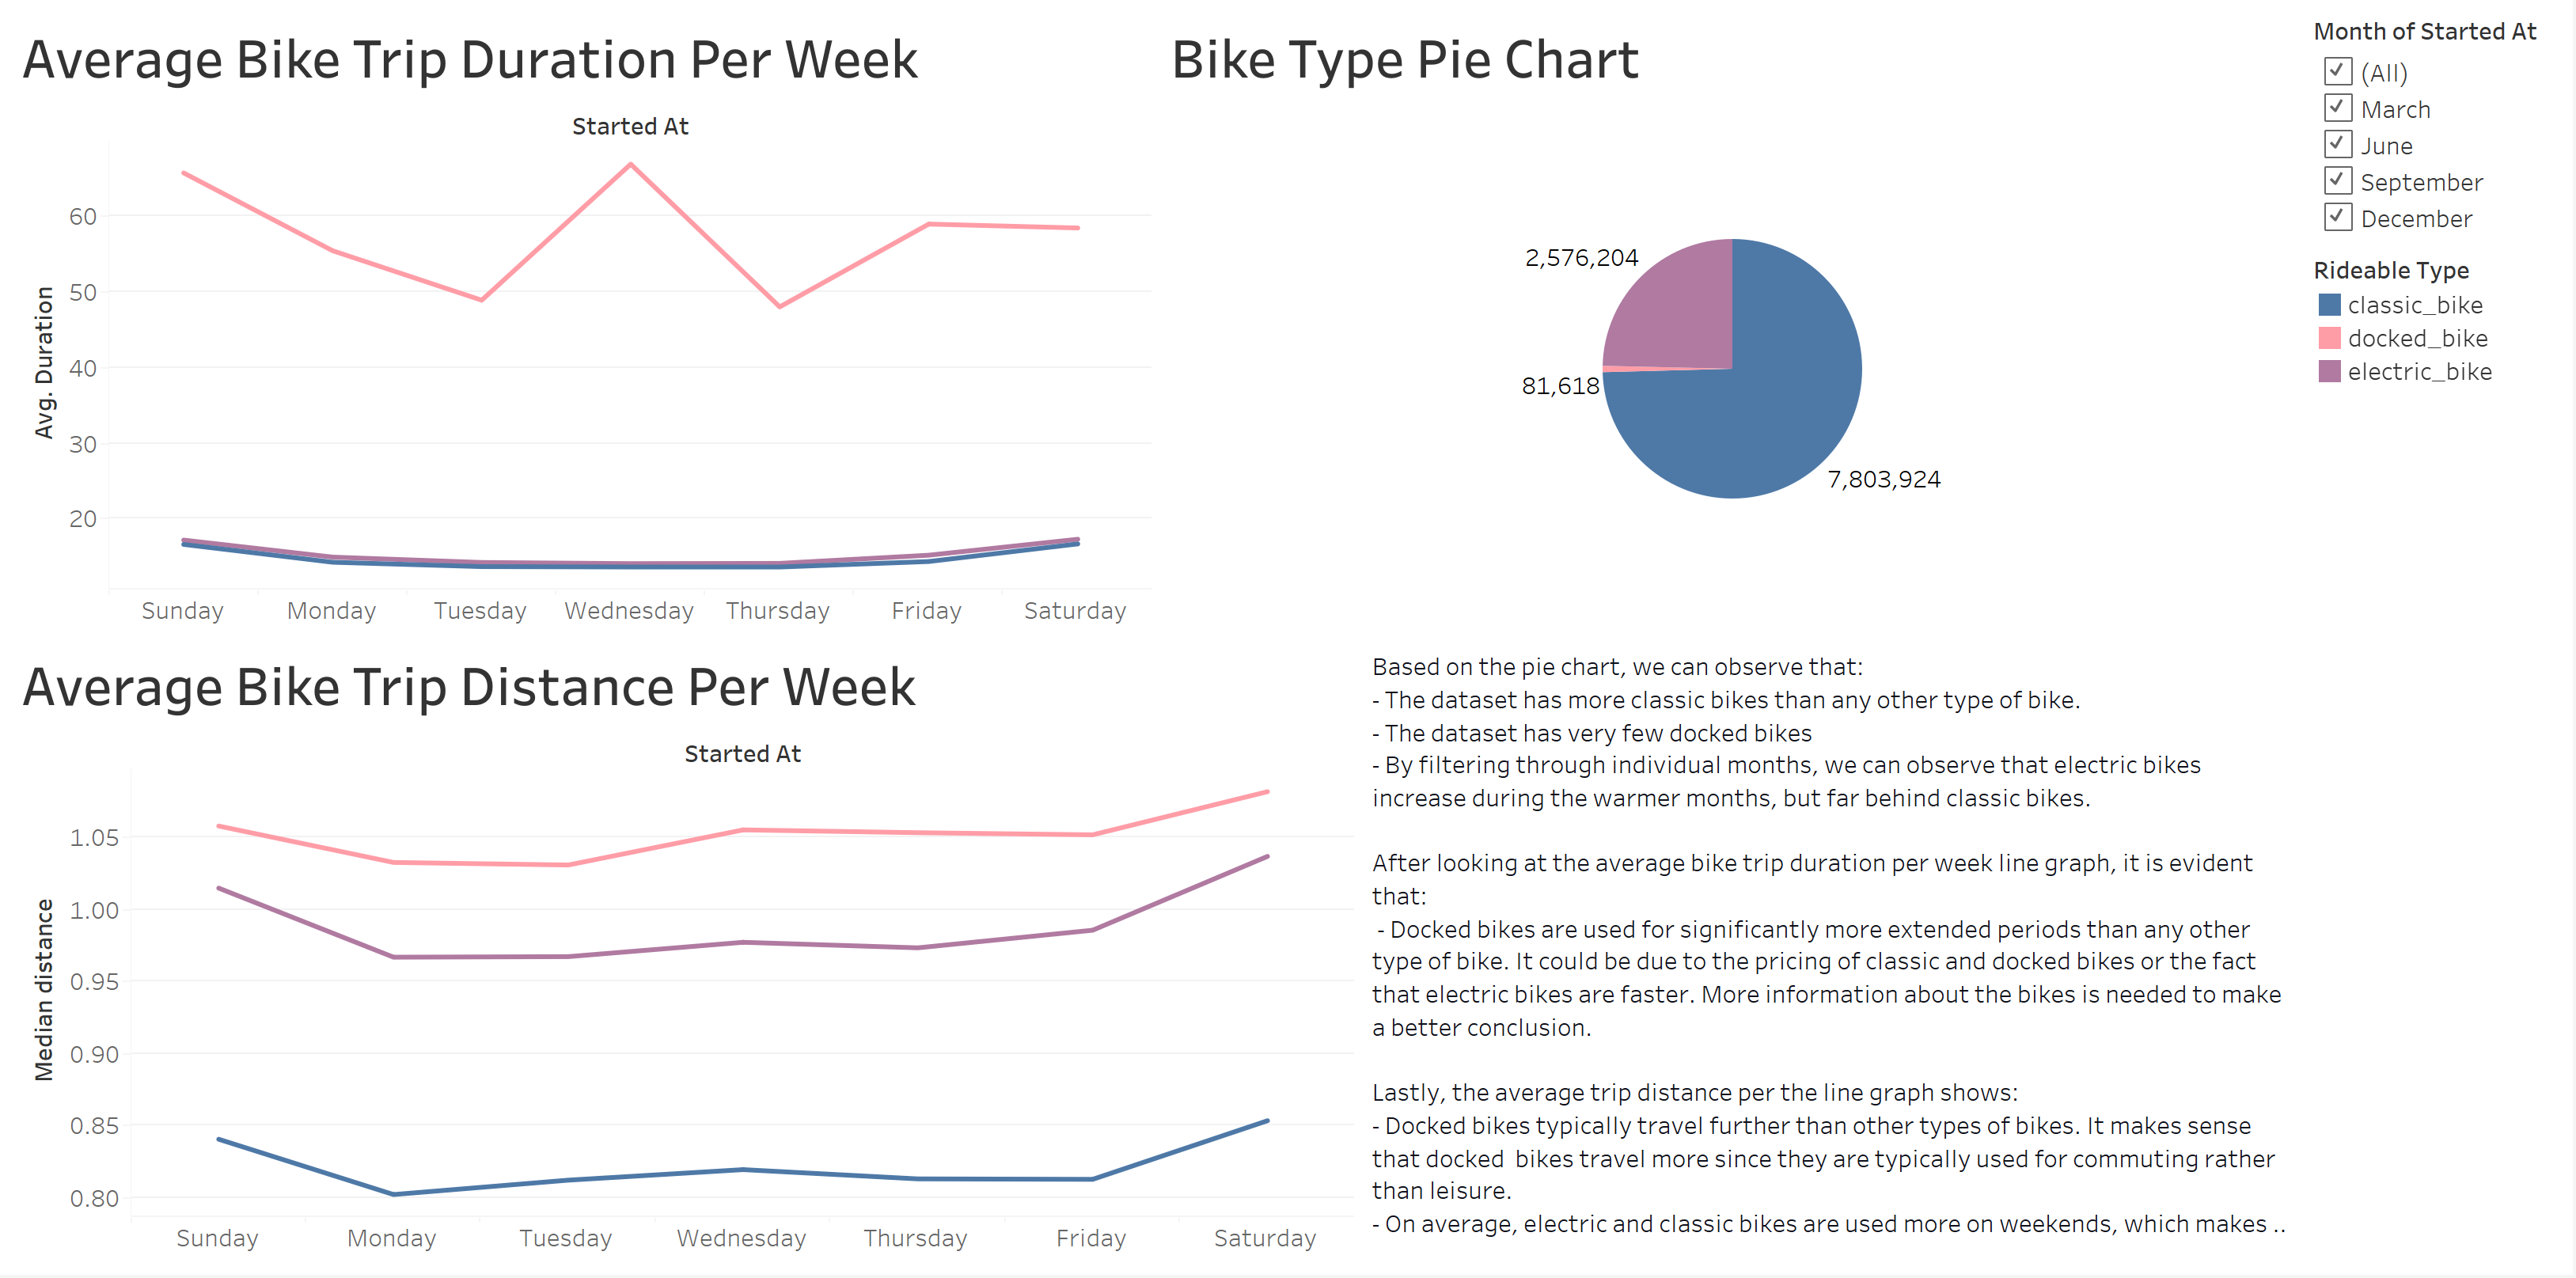 Average Bike Trip Duration Per Week
Started At
Avg. Duration
60
50
40
30
20
Sunday
Monday
Tuesday
Wednesday
Thursday
Friday
Saturday
Bike Type Pie Chart
2,576,204
81,618
7,803,924
Month of Started At
(All)
March
June
September
December
Rideable Type
classic_bike
docked_bike
electric_bike
Average Bike Trip Distance Per Week
Started At
Median distance
1.05
1.00
0.95
0.90
0.85
0.80
Sunday
Monday
Tuesday
Wednesday
Thursday
Friday
Saturday
Based on the pie chart, we can observe that:
- The dataset has more classic bikes than any other type of bike.
- The dataset has very few docked bikes
- By filtering through individual months, we can observe that electric bikes
increase during the warmer months, but far behind classic bikes.
After looking at the average bike trip duration per week line graph, it is evident
that:
- Docked bikes are used for significantly more extended periods than any other
type of bike. It could be due to the pricing of classic and docked bikes or the fact
that electric bikes are faster. More information about the bikes is needed to make
a better conclusion.
Lastly, the average trip distance per the line graph shows:
- Docked bikes typically travel further than other types of bikes. It makes sense
that docked  bikes travel more since they are typically used for commuting rather
than leisure.
- On average, electric and classic bikes are used more on weekends, which makes ..